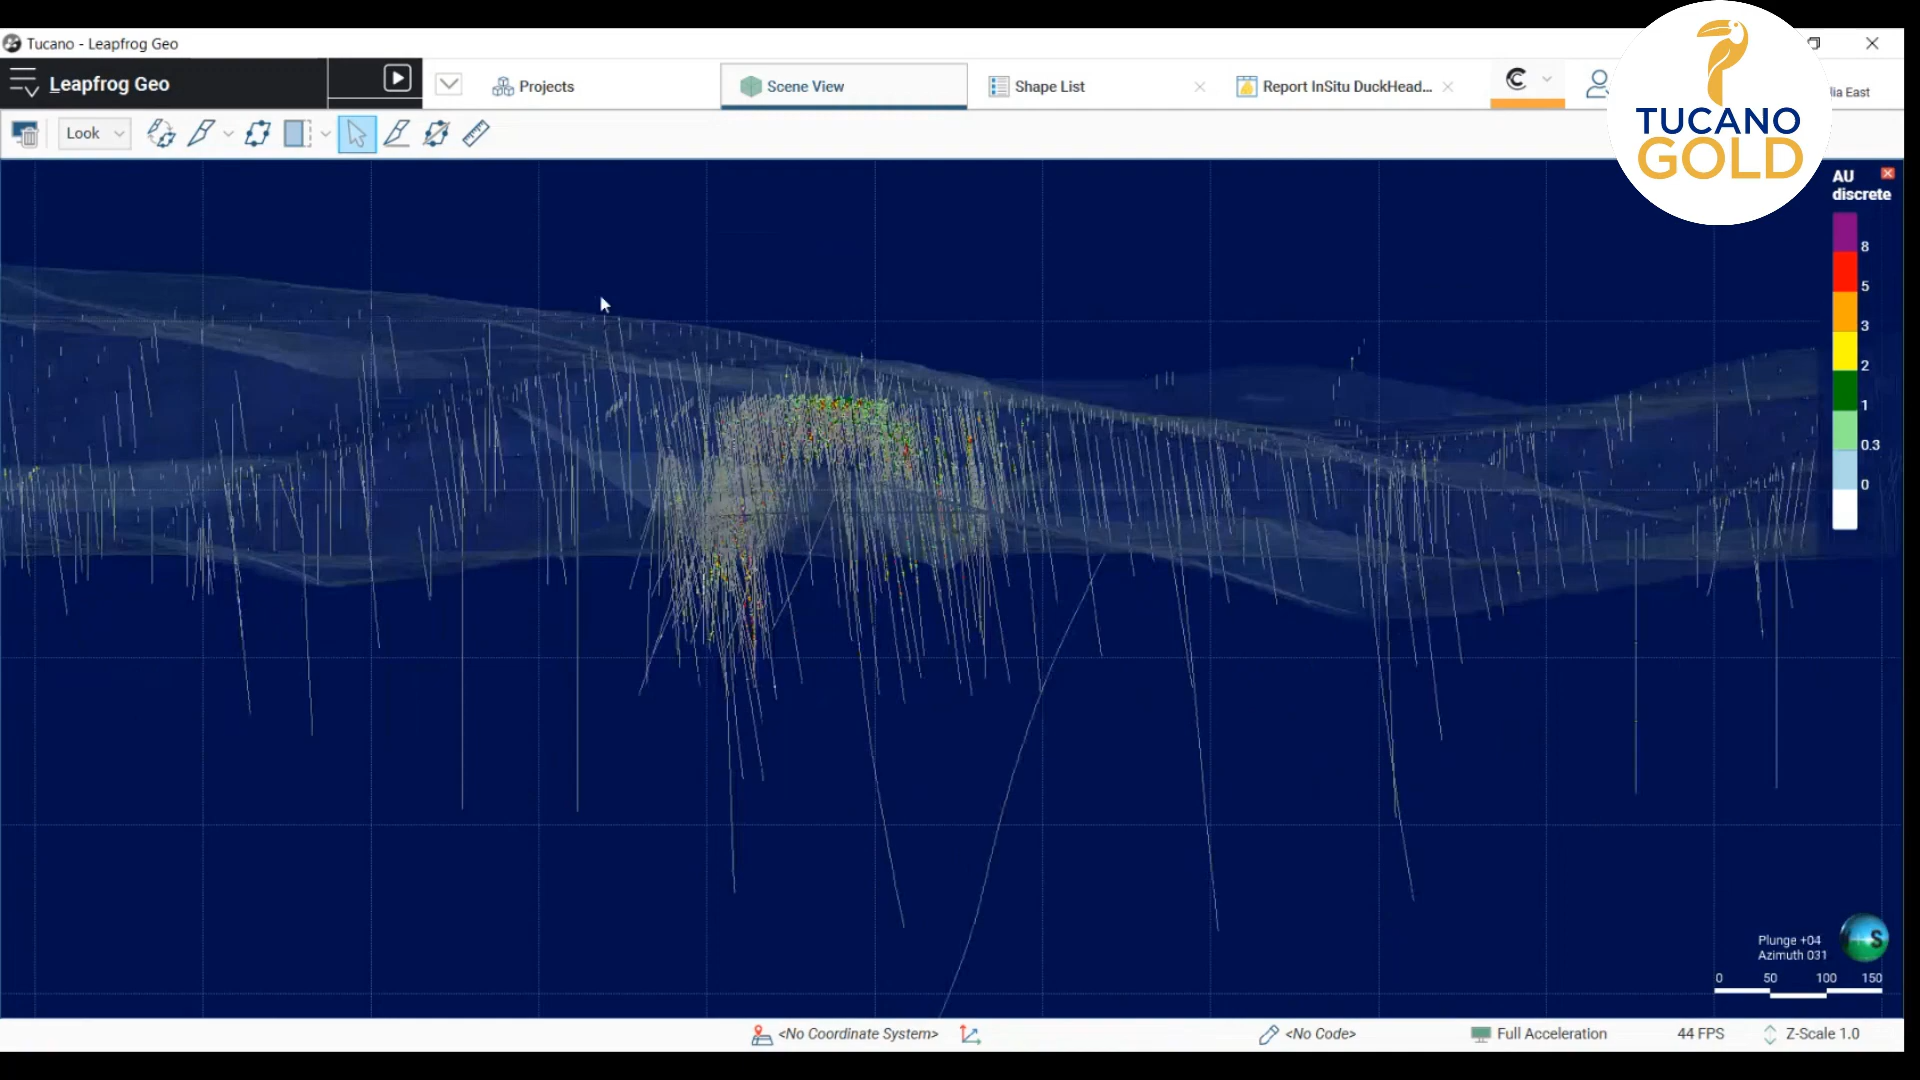 Tucano - Leapfrog Geo
Leapfrog Geo
Projects
Scene View
Shape List
Report InSitu DuckHead...
lia East
Look
TUCANO
GOLD
AU
discrete
8
5
3
2
1
0.3
0
Plunge +04
Azimuth 031
S
0 50 100 150
<No Coordinate System>
<No Code>
Full Acceleration
44 FPS
Z-Scale 1.0